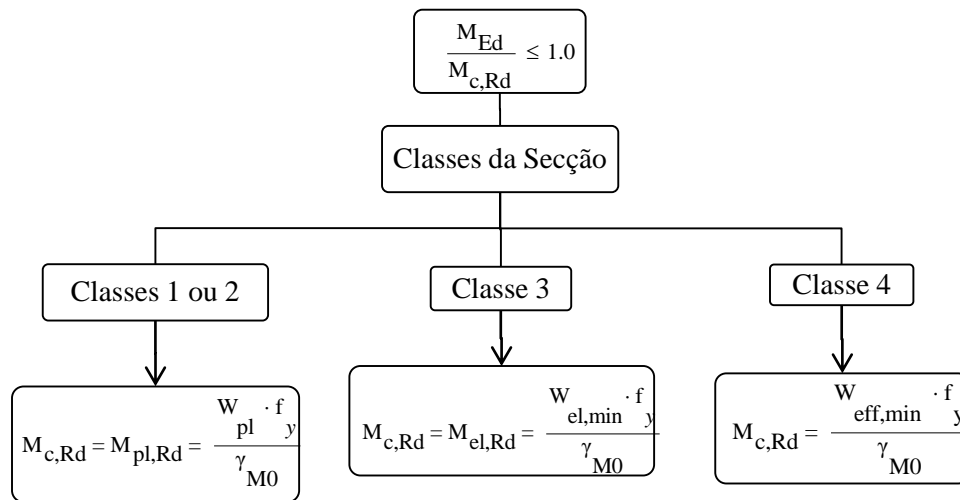 M_Ed / M_c,Rd ≤ 1.0
Classes da Secção
Classes 1 ou 2
Classe 3
Classe 4
M_c,Rd = M_pl,Rd = W_pl · f_y / γ_M0
M_c,Rd = M_el,Rd = W_el,min · f_y / γ_M0
M_c,Rd = W_eff,min · f_y / γ_M0